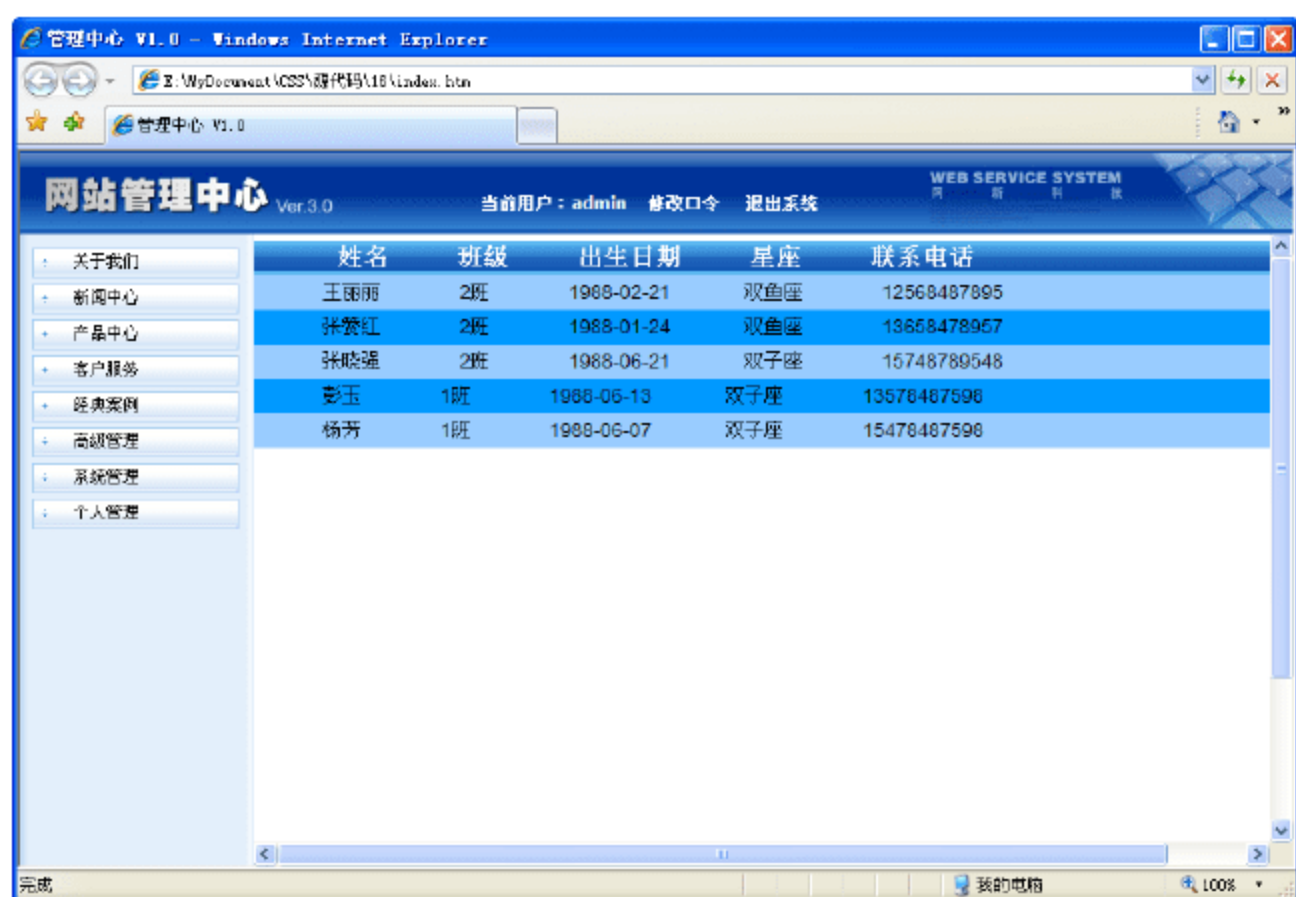 管理中心 V1.0 - Windows Internet Explorer
E:\MyDocument\CSS\源代码\16\index.htm
管理中心 V1.0
网站管理中心 Ver.3.0 当前用户：admin 修改口令 退出系统
WEB SERVICE SYSTEM
关于我们
新闻中心
产品中心
客户服务
经典案例
高级管理
系统管理
个人管理
姓名 班级 出生日期 星座 联系电话
王丽丽 2班 1988-02-21 双鱼座 12568487895
张赞红 2班 1988-01-24 双鱼座 13658478957
张晓强 2班 1988-06-21 双子座 15748789548
彭玉 1班 1988-06-13 双子座 13578487598
杨芳 1班 1988-06-07 双子座 15478487598
完成 我的电脑 100%